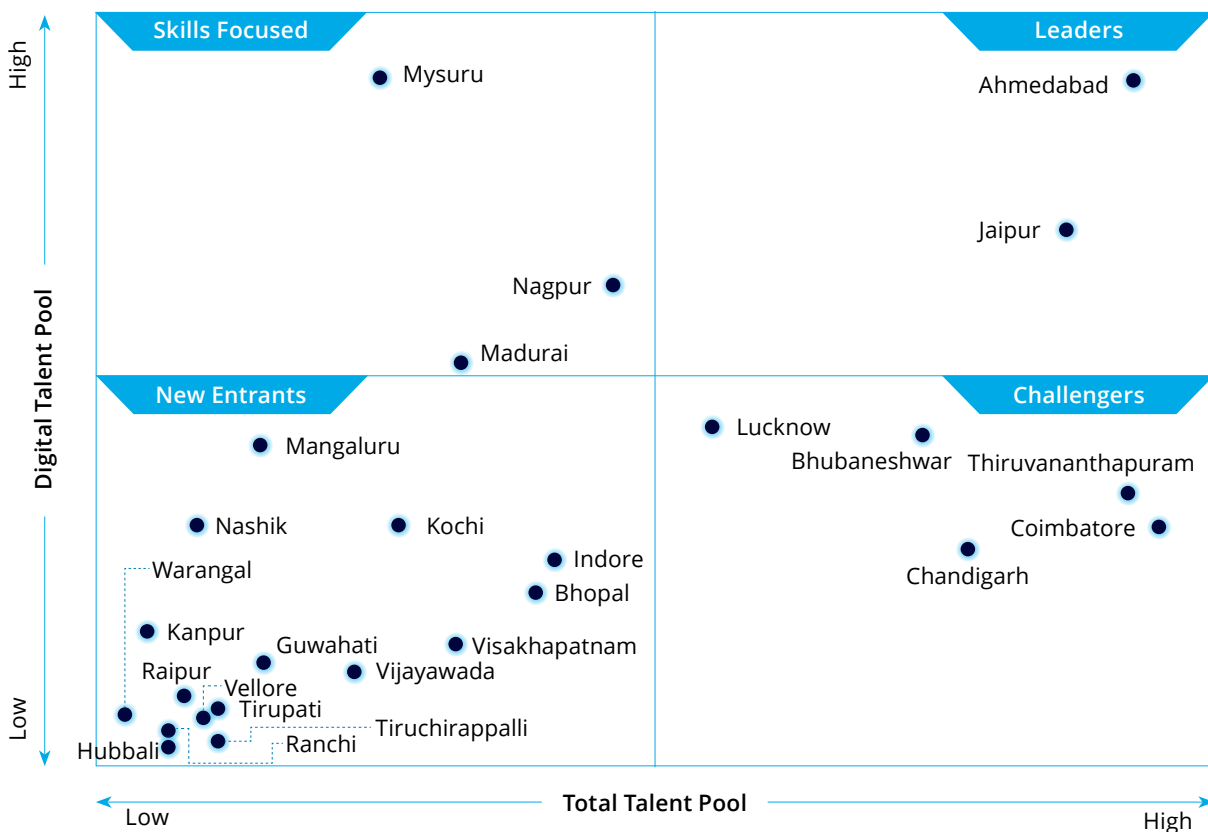 Skills Focused
Leaders
High
Mysuru
Ahmedabad
Jaipur
Nagpur
Madurai
Digital Talent Pool
New Entrants
Challengers
Mangaluru
Lucknow
Bhubaneshwar
Thiruvananthapuram
Nashik
Kochi
Coimbatore
Indore
Warangal
Chandigarh
Bhopal
Kanpur
Guwahati
Visakhapatnam
Raipur
Vijayawada
Vellore
Tirupati
Tiruchirappalli
Low
Hubbali
Ranchi
Total Talent Pool
Low
High